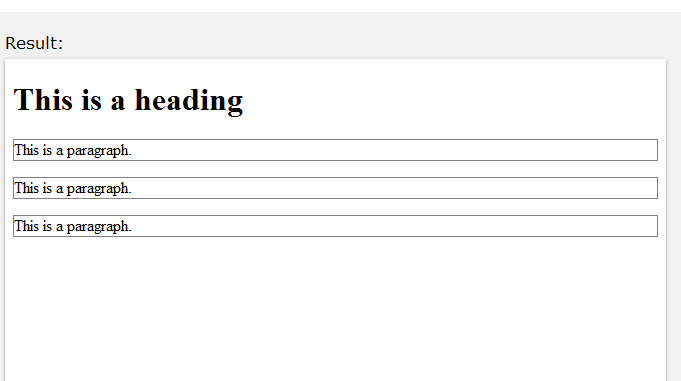 Result:
This is a heading
This is a paragraph.
This is a paragraph.
This is a paragraph.